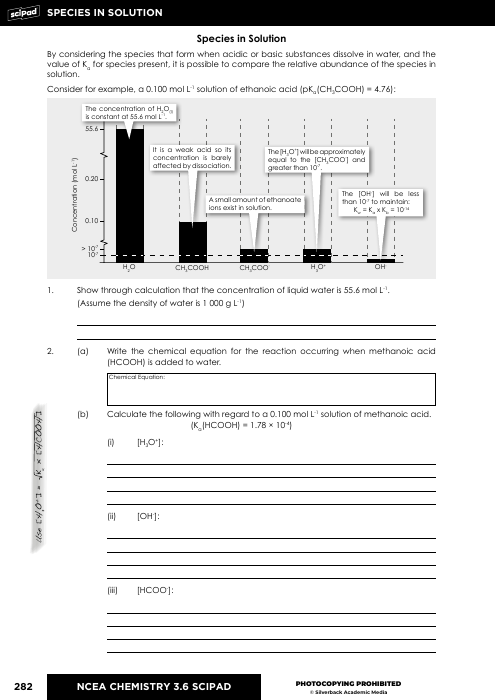 scipad SPECIES IN SOLUTION
Species in Solution
By considering the species that form when acidic or basic substances dissolve in water, and the
value of Kₐ for species present, it is possible to compare the relative abundance of the species in
solution.
Consider for example, a 0.100 mol L⁻¹ solution of ethanoic acid (pKₐ(CH₃COOH) = 4.76):
The concentration of H₂O₍ₗ₎
is constant at 55.6 mol L⁻¹.
55.6
It is a weak acid so its
concentration is barely
affected by dissociation.
The [H₃O⁺] will be approximately
equal to the [CH₃COO⁻] and
greater than 10⁻⁷.
A small amount of ethanoate
ions exist in solution.
The [OH⁻] will be less
than 10⁻⁷ to maintain:
Kw = Kₐ x Kb = 10⁻¹⁴
Concentration (mol L⁻¹)
0.20
0.10
> 10⁻⁷
10⁻⁷
H₂O
CH₃COOH
CH₃COO⁻
H₃O⁺
OH⁻
1. Show through calculation that the concentration of liquid water is 55.6 mol L⁻¹.
(Assume the density of water is 1 000 g L⁻¹)
2. (a) Write the chemical equation for the reaction occurring when methanoic acid
(HCOOH) is added to water.
Chemical Equation:
(b) Calculate the following with regard to a 0.100 mol L⁻¹ solution of methanoic acid.
(Kₐ(HCOOH) = 1.78 × 10⁻⁴)
(i) [H₃O⁺]:
(ii) [OH⁻]:
(iii) [HCOO⁻]:
282 NCEA CHEMISTRY 3.6 SCIPAD
PHOTOCOPYING PROHIBITED
© Silverback Academic Media